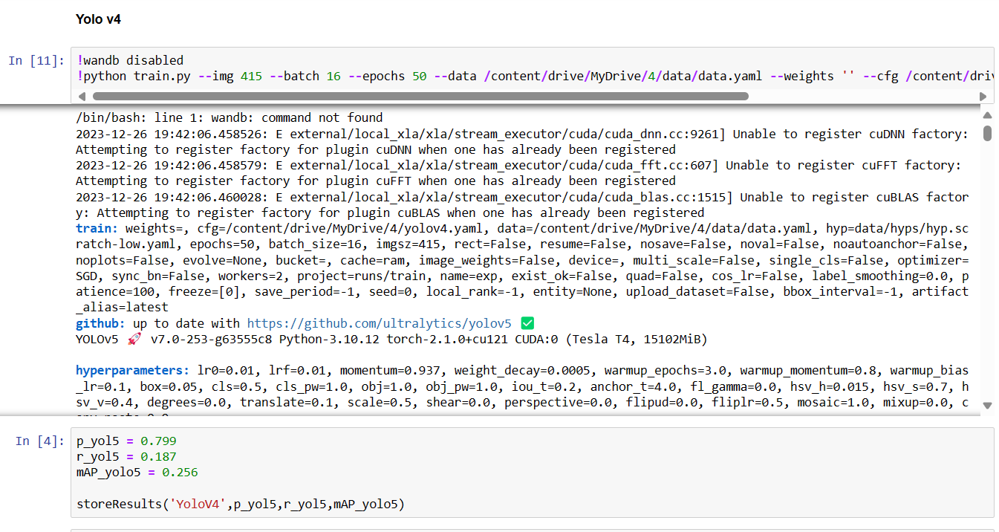 Yolo v4
In [11]:
!wandb disabled
!python train.py --img 415 --batch 16 --epochs 50 --data /content/drive/MyDrive/4/data/data.yaml --weights '' --cfg /content/driv
/bin/bash: line 1: wandb: command not found
2023-12-26 19:42:06.458526: E external/local_xla/xla/stream_executor/cuda/cuda_dnn.cc:9261] Unable to register cuDNN factory:
Attempting to register factory for plugin cuDNN when one has already been registered
2023-12-26 19:42:06.458579: E external/local_xla/xla/stream_executor/cuda/cuda_fft.cc:607] Unable to register cuFFT factory:
Attempting to register factory for plugin cuFFT when one has already been registered
2023-12-26 19:42:06.460028: E external/local_xla/xla/stream_executor/cuda/cuda_blas.cc:1515] Unable to register cuBLAS factor
y: Attempting to register factory for plugin cuBLAS when one has already been registered
train: weights=, cfg=/content/drive/MyDrive/4/yolov4.yaml, data=/content/drive/MyDrive/4/data/data.yaml, hyp=data/hyps/hyp.sc
ratch-low.yaml, epochs=50, batch_size=16, imgsz=415, rect=False, resume=False, nosave=False, noval=False, noautoanchor=False,
noplots=False, evolve=None, bucket=, cache=ram, image_weights=False, device=, multi_scale=False, single_cls=False, optimizer=
SGD, sync_bn=False, workers=2, project=runs/train, name=exp, exist_ok=False, quad=False, cos_lr=False, label_smoothing=0.0, p
atience=100, freeze=[0], save_period=-1, seed=0, local_rank=-1, entity=None, upload_dataset=False, bbox_interval=-1, artifact
_alias=latest
github: up to date with https://github.com/ultralytics/yolov5 ✅
YOLOv5 🚀 v7.0-253-g63555c8 Python-3.10.12 torch-2.1.0+cu121 CUDA:0 (Tesla T4, 15102MiB)
hyperparameters: lr0=0.01, lrf=0.01, momentum=0.937, weight_decay=0.0005, warmup_epochs=3.0, warmup_momentum=0.8, warmup_bias
_lr=0.1, box=0.05, cls=0.5, cls_pw=1.0, obj=1.0, obj_pw=1.0, iou_t=0.2, anchor_t=4.0, fl_gamma=0.0, hsv_h=0.015, hsv_s=0.7, h
sv_v=0.4, degrees=0.0, translate=0.1, scale=0.5, shear=0.0, perspective=0.0, flipud=0.0, fliplr=0.5, mosaic=1.0, mixup=0.0, c
In [4]:
p_yol5 = 0.799
r_yol5 = 0.187
mAP_yolo5 = 0.256
storeResults('YoloV4',p_yol5,r_yol5,mAP_yolo5)